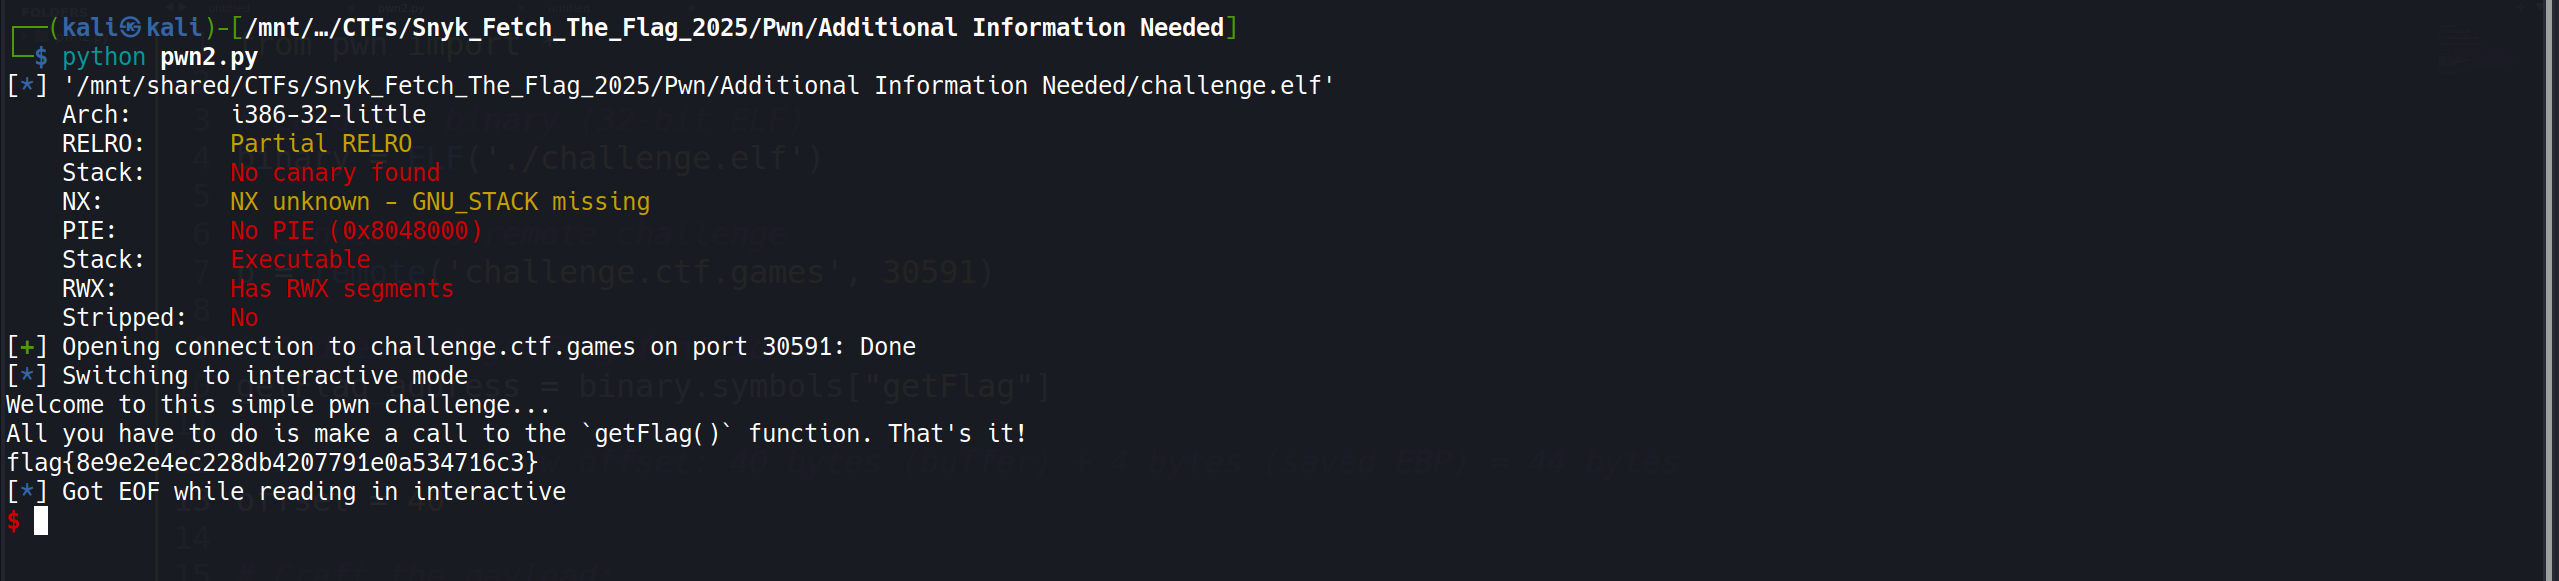 ┌──(kali㉿kali)-[/mnt/…/CTFs/Snyk_Fetch_The_Flag_2025/Pwn/Additional Information Needed]
└─$ python pwn2.py
[*] '/mnt/shared/CTFs/Snyk_Fetch_The_Flag_2025/Pwn/Additional Information Needed/challenge.elf'
    Arch:       i386-32-little
    RELRO:      Partial RELRO
    Stack:      No canary found
    NX:         NX unknown - GNU_STACK missing
    PIE:        No PIE (0x8048000)
    Stack:      Executable
    RWX:        Has RWX segments
    Stripped:   No
[+] Opening connection to challenge.ctf.games on port 30591: Done
[*] Switching to interactive mode
Welcome to this simple pwn challenge...
All you have to do is make a call to the `getFlag()` function. That's it!
flag{8e9e2e4ec228db4207791e0a534716c3}
[*] Got EOF while reading in interactive
$